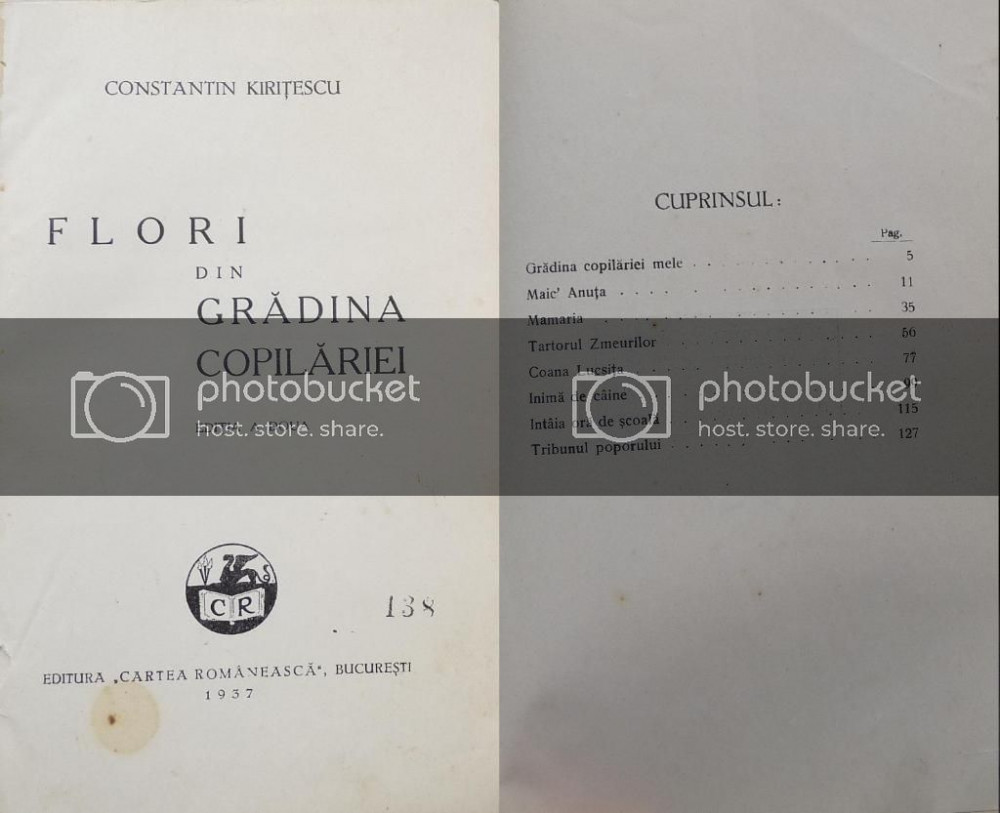 CONSTANTIN KIRIȚESCU
FLORI
DIN
GRĂDINA
COPILĂRIEI
EDIȚIA A DOUA
C R
138
EDITURA „CARTEA ROMÂNEASCĂ", BUCUREȘTI
1937
CUPRINSUL:
Pag.
Grădina copilăriei mele 5
Maic' Anuța 11
Mamaria 35
Tartorul Zmeurilor 56
Coana Lucsița 77
Inimă de câine
Intâia oră de școală 115
Tribunul poporului 127
photobucket
host. store. share.
photobucket
host. store. share.